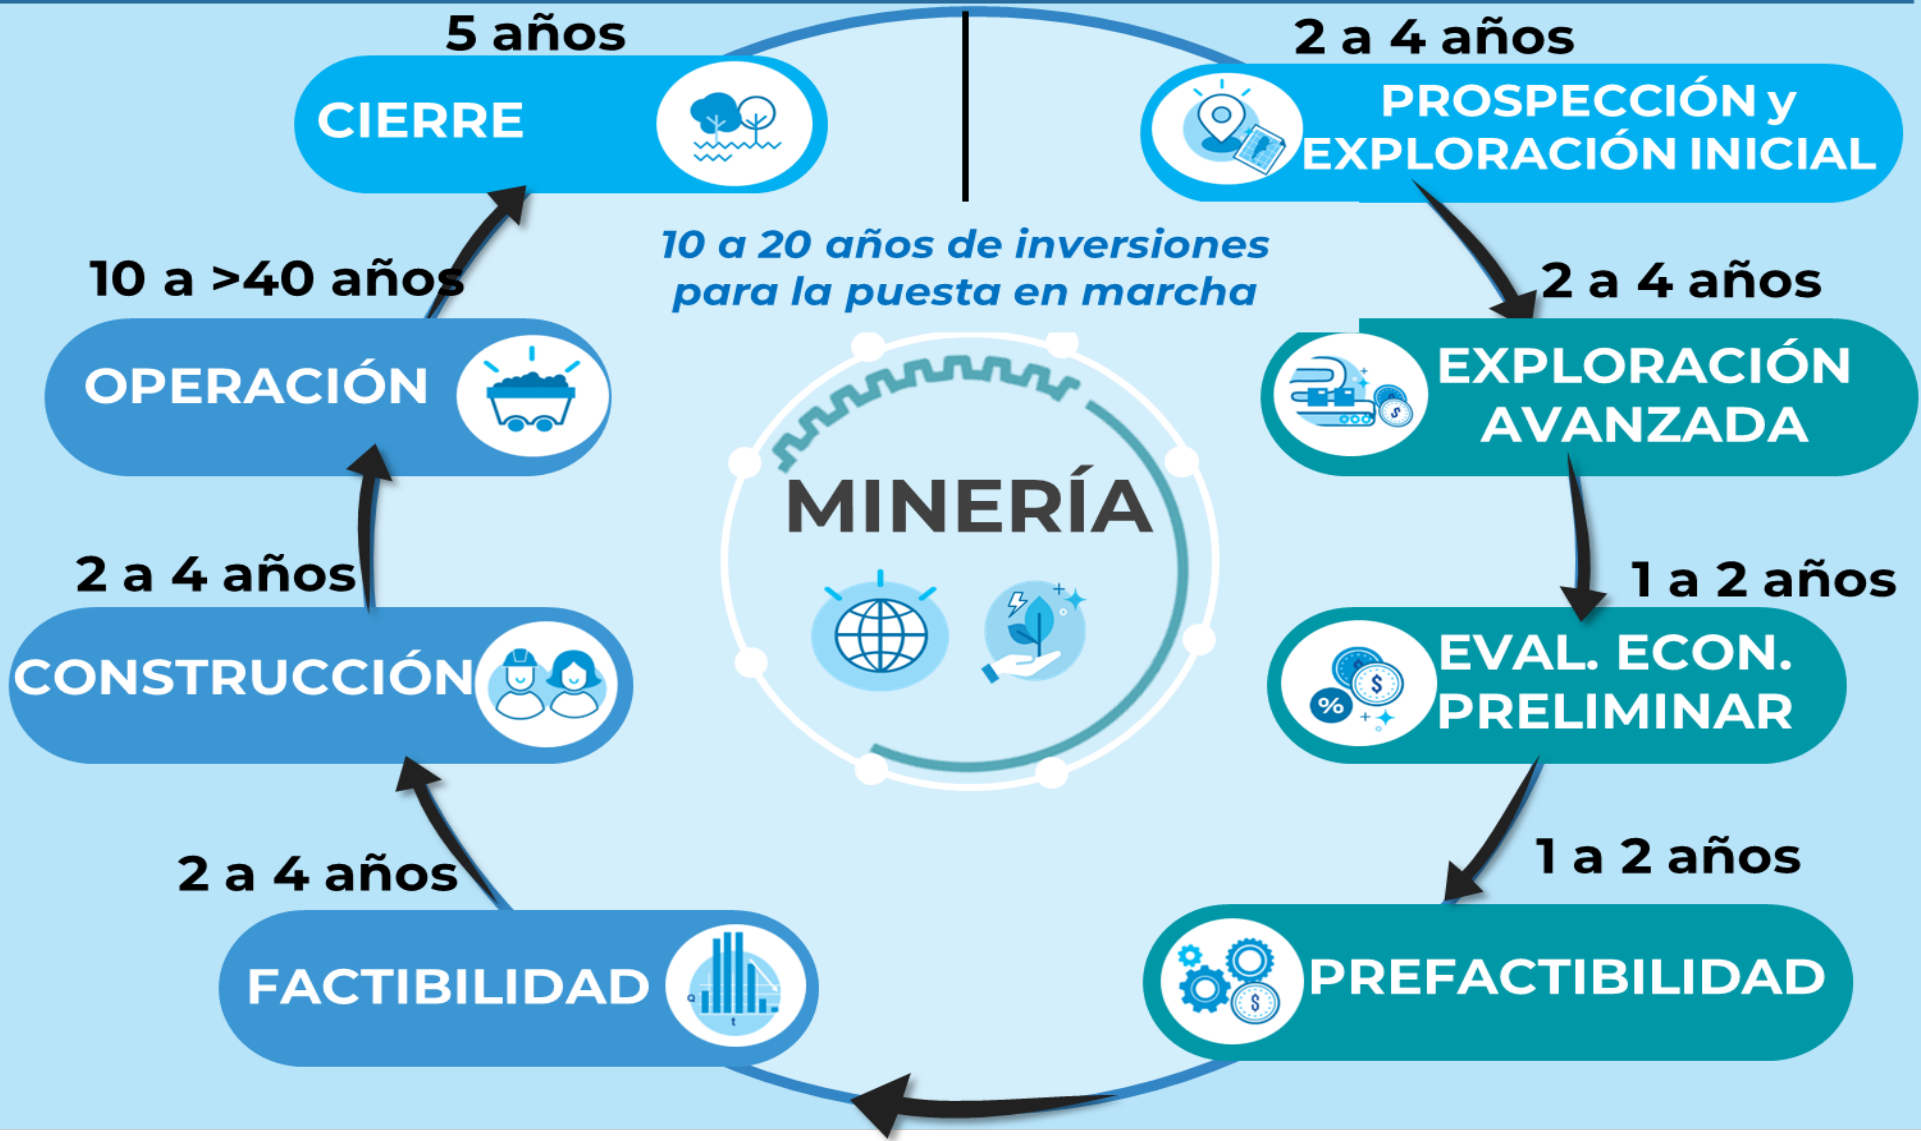 2 a 4 años
PROSPECCIÓN y
EXPLORACIÓN INICIAL
2 a 4 años
EXPLORACIÓN
AVANZADA
1 a 2 años
EVAL. ECON.
PRELIMINAR
%
$
1 a 2 años
PREFACTIBILIDAD
$
2 a 4 años
FACTIBILIDAD
Q
t
2 a 4 años
CONSTRUCCIÓN
10 a >40 años
OPERACIÓN
5 años
CIERRE
10 a 20 años de inversiones
para la puesta en marcha
MINERÍA